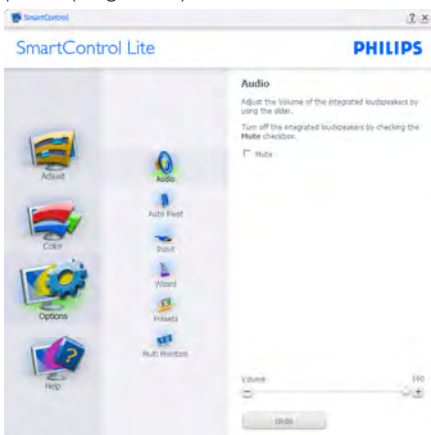 SmartControl
SmartControl Lite
PHILIPS
Audio
Adjust the Volume of the integrated loudspeakers by
using the slider.
Turn off the integrated loudspeakers by checking the
Mute checkbox.
Mute
Adjust
Color
Options
Help
Audio
Auto Pivot
Input
Wizard
Presets
Multi Monitors
Volume
100
Undo